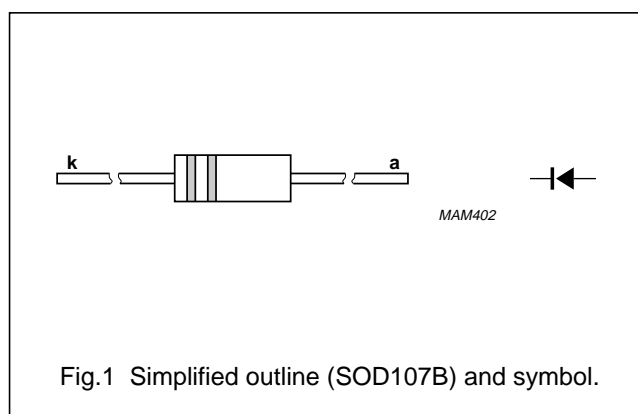 k
a
MAM402
Fig.1 Simplified outline (SOD107B) and symbol.